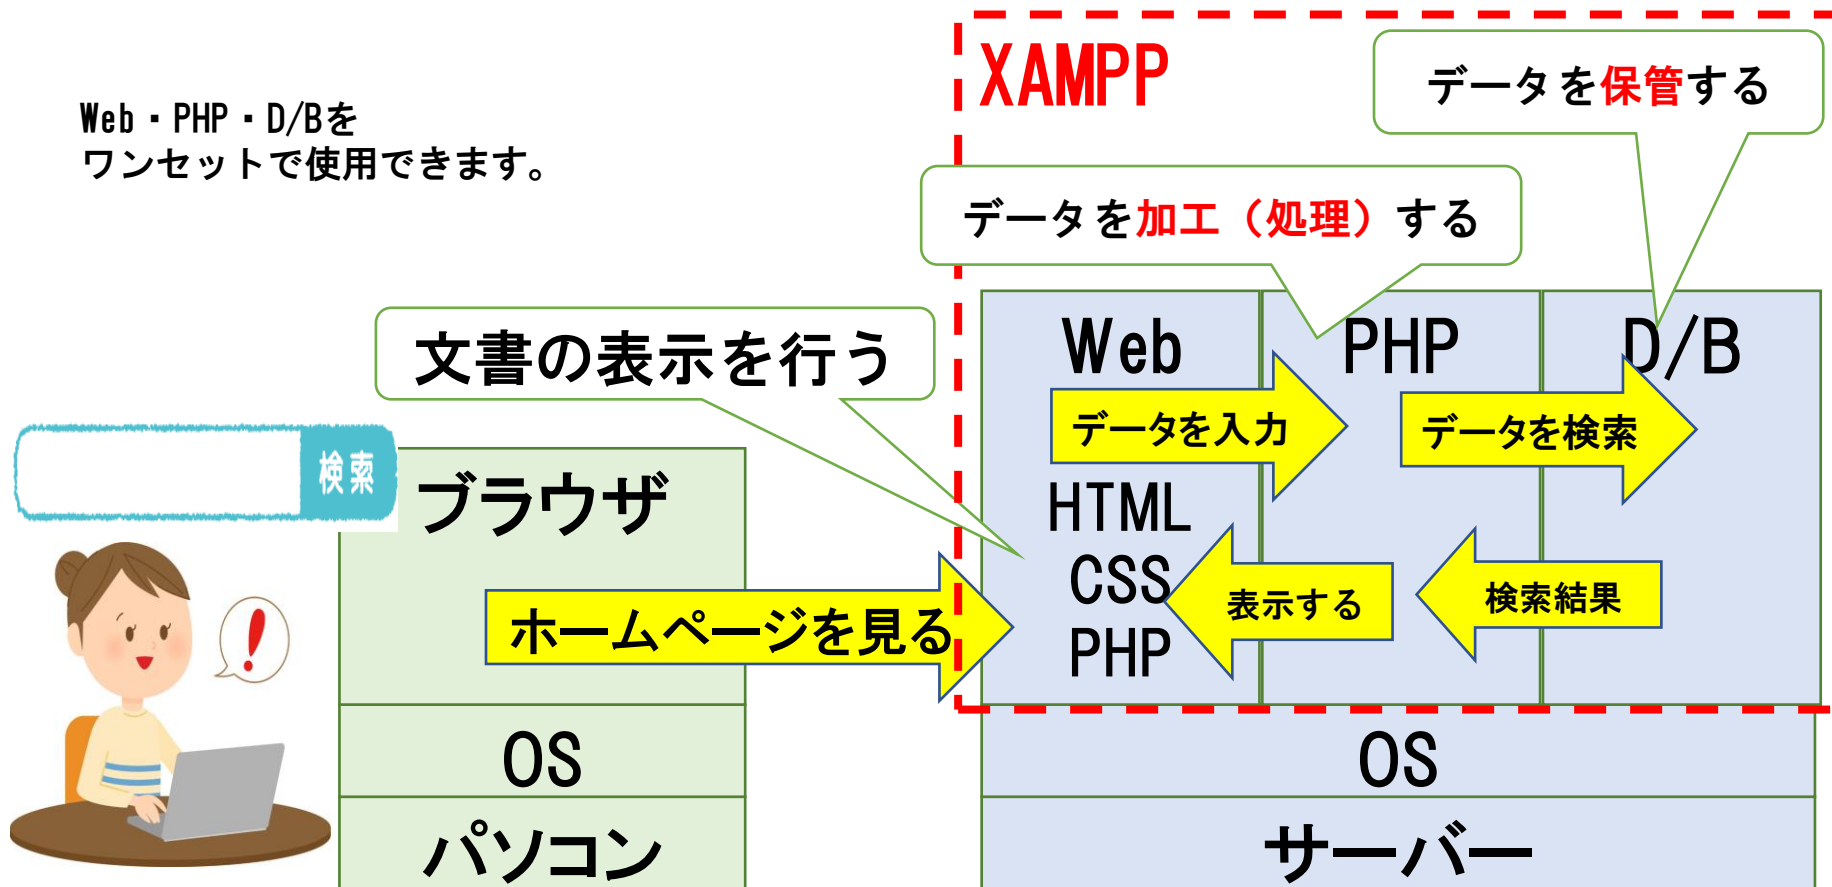 XAMPP
データを保管する
Web・PHP・D/Bを
ワンセットで使用できます。
データを加工（処理）する
文書の表示を行う
Web
PHP
D/B
データを入力
データを検索
検索
ブラウザ
HTML
CSS
PHP
表示する
検索結果
ホームページを見る
OS
OS
パソコン
サーバー